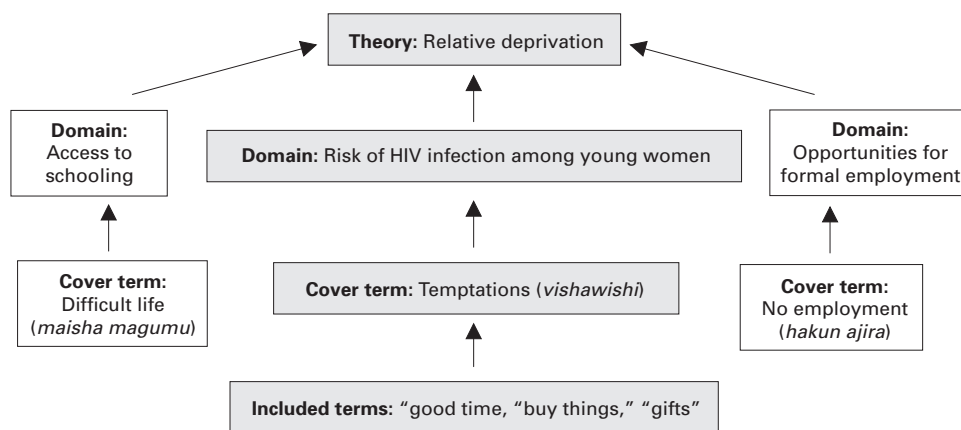 Theory: Relative deprivation
Domain:
Access to
schooling
Domain: Risk of HIV infection among young women
Domain:
Opportunities for
formal employment
Cover term:
Difficult life
(maisha magumu)
Cover term: Temptations (vishawishi)
Cover term:
No employment
(hakun ajira)
Included terms: “good time, “buy things,” “gifts”